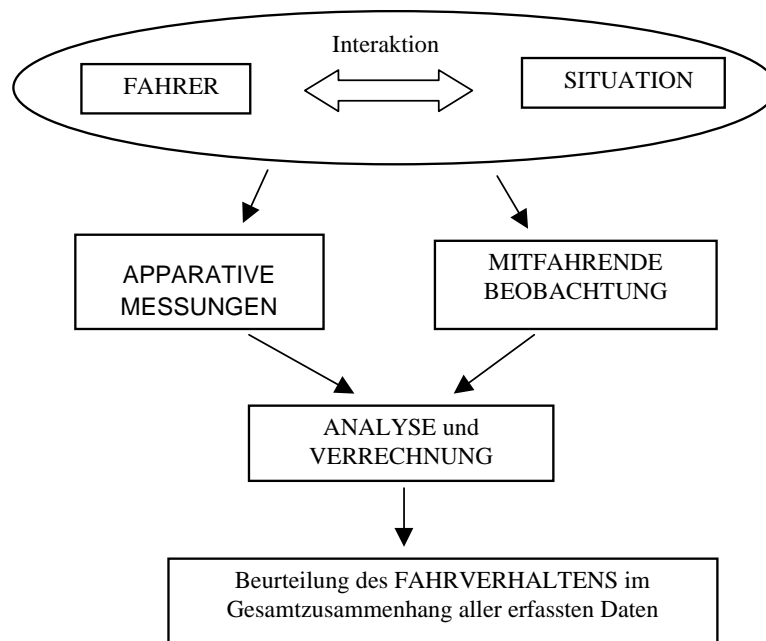 Interaktion
FAHRER
SITUATION
APPARATIVE
MESSUNGEN
MITFAHRENDE
BEOBACHTUNG
ANALYSE und
VERRECHNUNG
Beurteilung des FAHRVERHALTENS im
Gesamtzusammenhang aller erfassten Daten